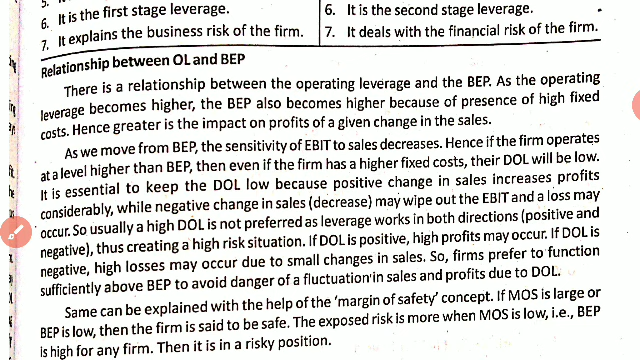 5.
6. It is the first stage leverage.
7. It explains the business risk of the firm.
6. It is the second stage leverage.
7. It deals with the financial risk of the firm.
Relationship between OL and BEP
There is a relationship between the operating leverage and the BEP. As the operating
leverage becomes higher, the BEP also becomes higher because of presence of high fixed
costs. Hence greater is the impact on profits of a given change in the sales.
As we move from BEP, the sensitivity of EBIT to sales decreases. Hence if the firm operates
at a level higher than BEP, then even if the firm has a higher fixed costs, their DOL will be low.
It is essential to keep the DOL low because positive change in sales increases profits
considerably, while negative change in sales (decrease) may wipe out the EBIT and a loss may
occur. So usually a high DOL is not preferred as leverage works in both directions (positive and
negative), thus creating a high risk situation. If DOL is positive, high profits may occur. If DOL is
negative, high losses may occur due to small changes in sales. So, firms prefer to function
sufficiently above BEP to avoid danger of a fluctuation in sales and profits due to DOL.
Same can be explained with the help of the 'margin of safety' concept. If MOS is large or
BEP is low, then the firm is said to be safe. The exposed risk is more when MOS is low, i.e., BEP
is high for any firm. Then it is in a risky position.